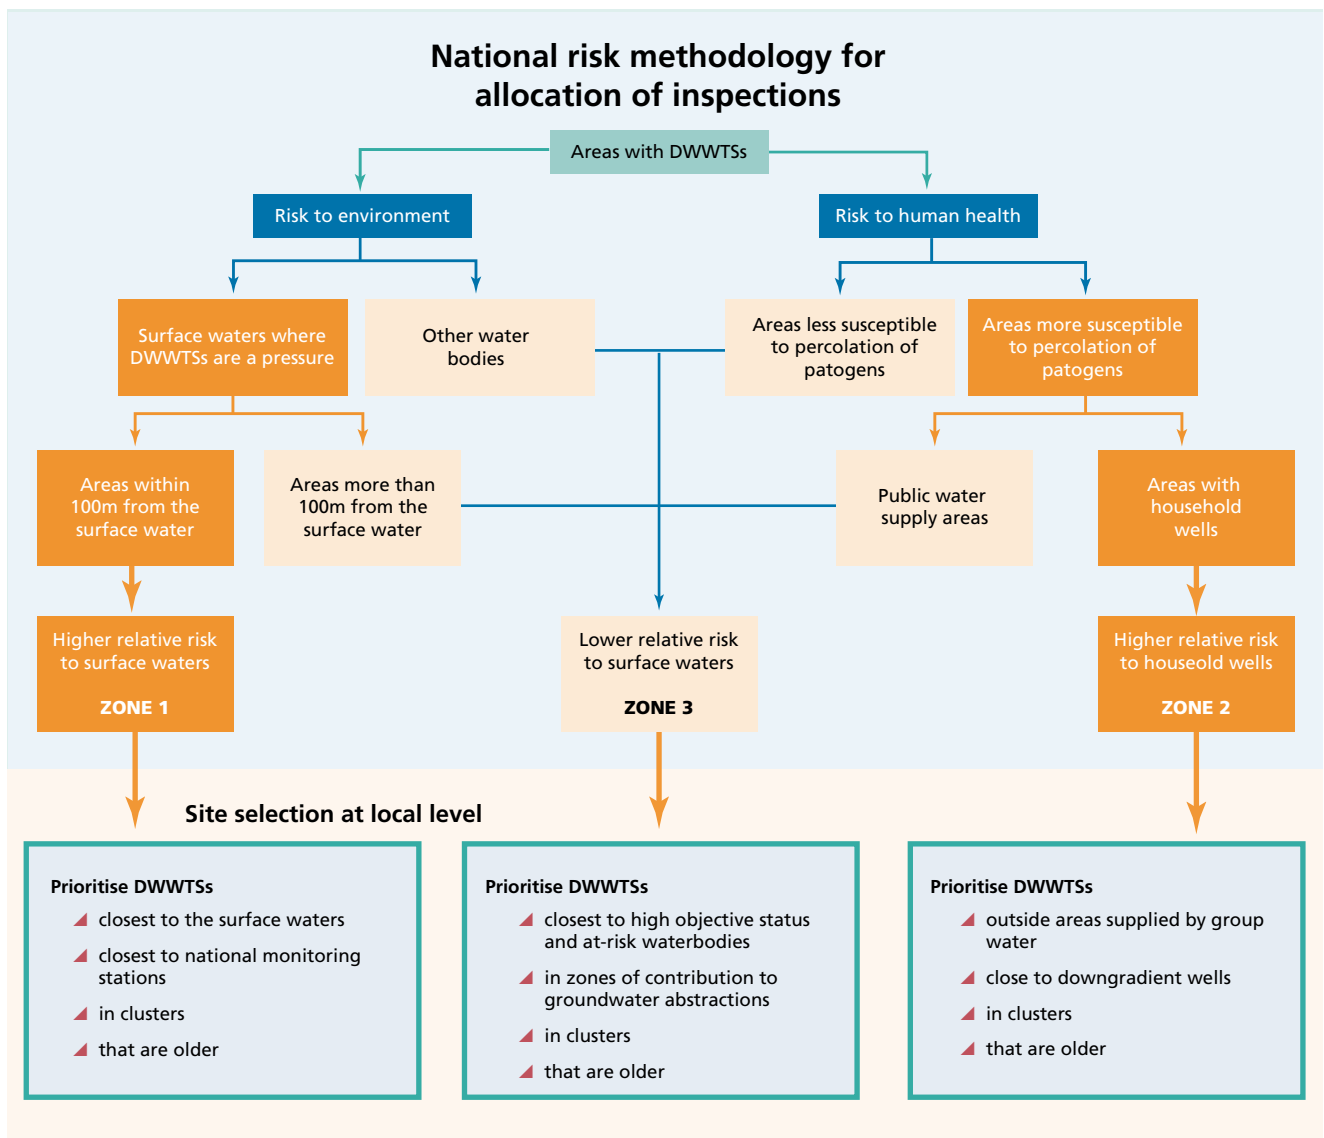 National risk methodology for
allocation of inspections
Areas with DWWTSs
Risk to environment
Risk to human health
Surface waters where
DWWTSs are a pressure
Other water
bodies
Areas less susceptible
to percolation of
patogens
Areas more susceptible
to percolation of
patogens
Areas within
100m from the
surface water
Areas more than
100m from the
surface water
Public water
supply areas
Areas with
household
wells
Higher relative risk
to surface waters
ZONE 1
Lower relative risk
to surface waters
ZONE 3
Higher relative risk
to houseold wells
ZONE 2
Site selection at local level
Prioritise DWWTSs
closest to the surface waters
closest to national monitoring
stations
in clusters
that are older
Prioritise DWWTSs
closest to high objective status
and at-risk waterbodies
in zones of contribution to
groundwater abstractions
in clusters
that are older
Prioritise DWWTSs
outside areas supplied by group
water
close to downgradient wells
in clusters
that are older